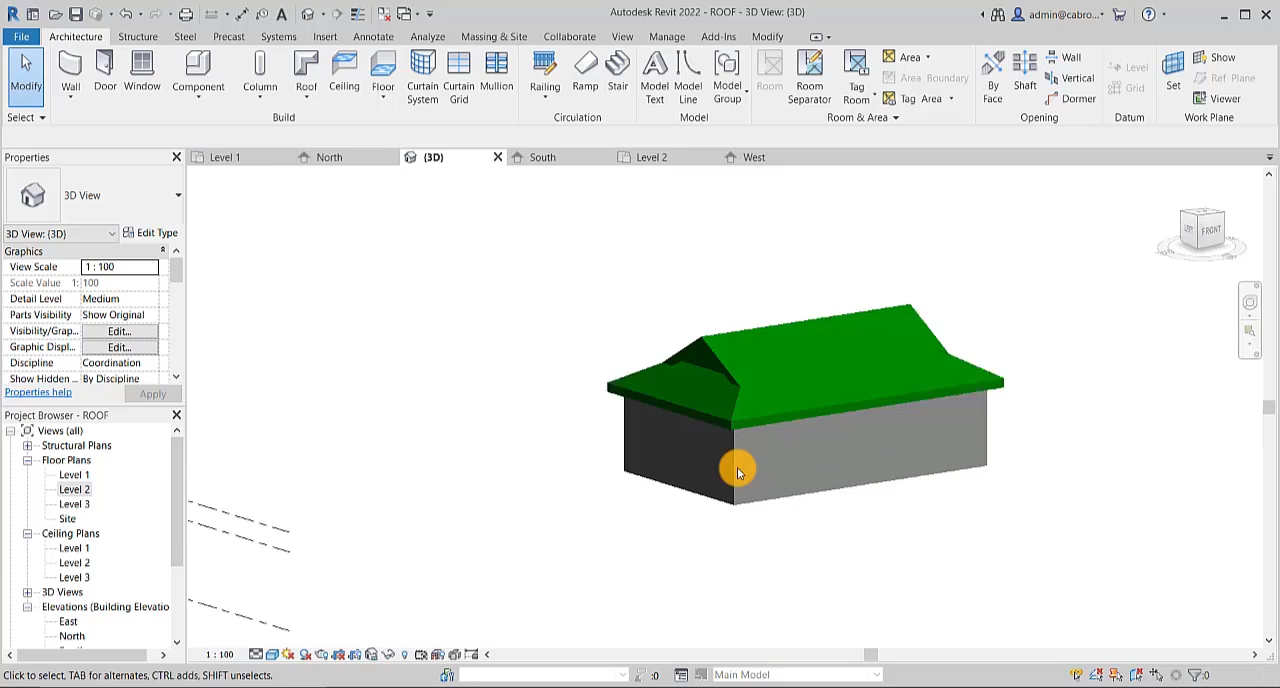 Autodesk Revit 2022 - ROOF - 3D View: {3D}
admin@cabro...
File Architecture Structure Steel Precast Systems Insert Annotate Analyze Massing & Site Collaborate View Manage Add-Ins Modify
Modify Wall Door Window Component Column Roof Ceiling Floor Curtain System Curtain Grid Mullion Railing Ramp Stair Model Text Model Line Model Group Room Room Separator Tag Room Area Area Boundary Tag Area By Face Shaft Wall Vertical Dormer Level Grid Set Show Ref Plane Viewer
Select Build Circulation Model Room & Area Opening Datum Work Plane
Properties
Level 1 North {3D} South Level 2 West
3D View
3D View: {3D} Edit Type
Graphics
View Scale 1 : 100
Scale Value 1: 100
Detail Level Medium
Parts Visibility Show Original
Visibility/Grap... Edit...
Graphic Displ... Edit...
Discipline Coordination
Show Hidden ... By Discipline
Properties help Apply
Project Browser - ROOF
Views (all)
Structural Plans
Floor Plans
Level 1
Level 2
Level 3
Site
Ceiling Plans
Level 1
Level 2
Level 3
3D Views
Elevations (Building Elevatio
East
North
LEFT FRONT
1 : 100
Click to select, TAB for alternates, CTRL adds, SHIFT unselects.
:0 Main Model :0